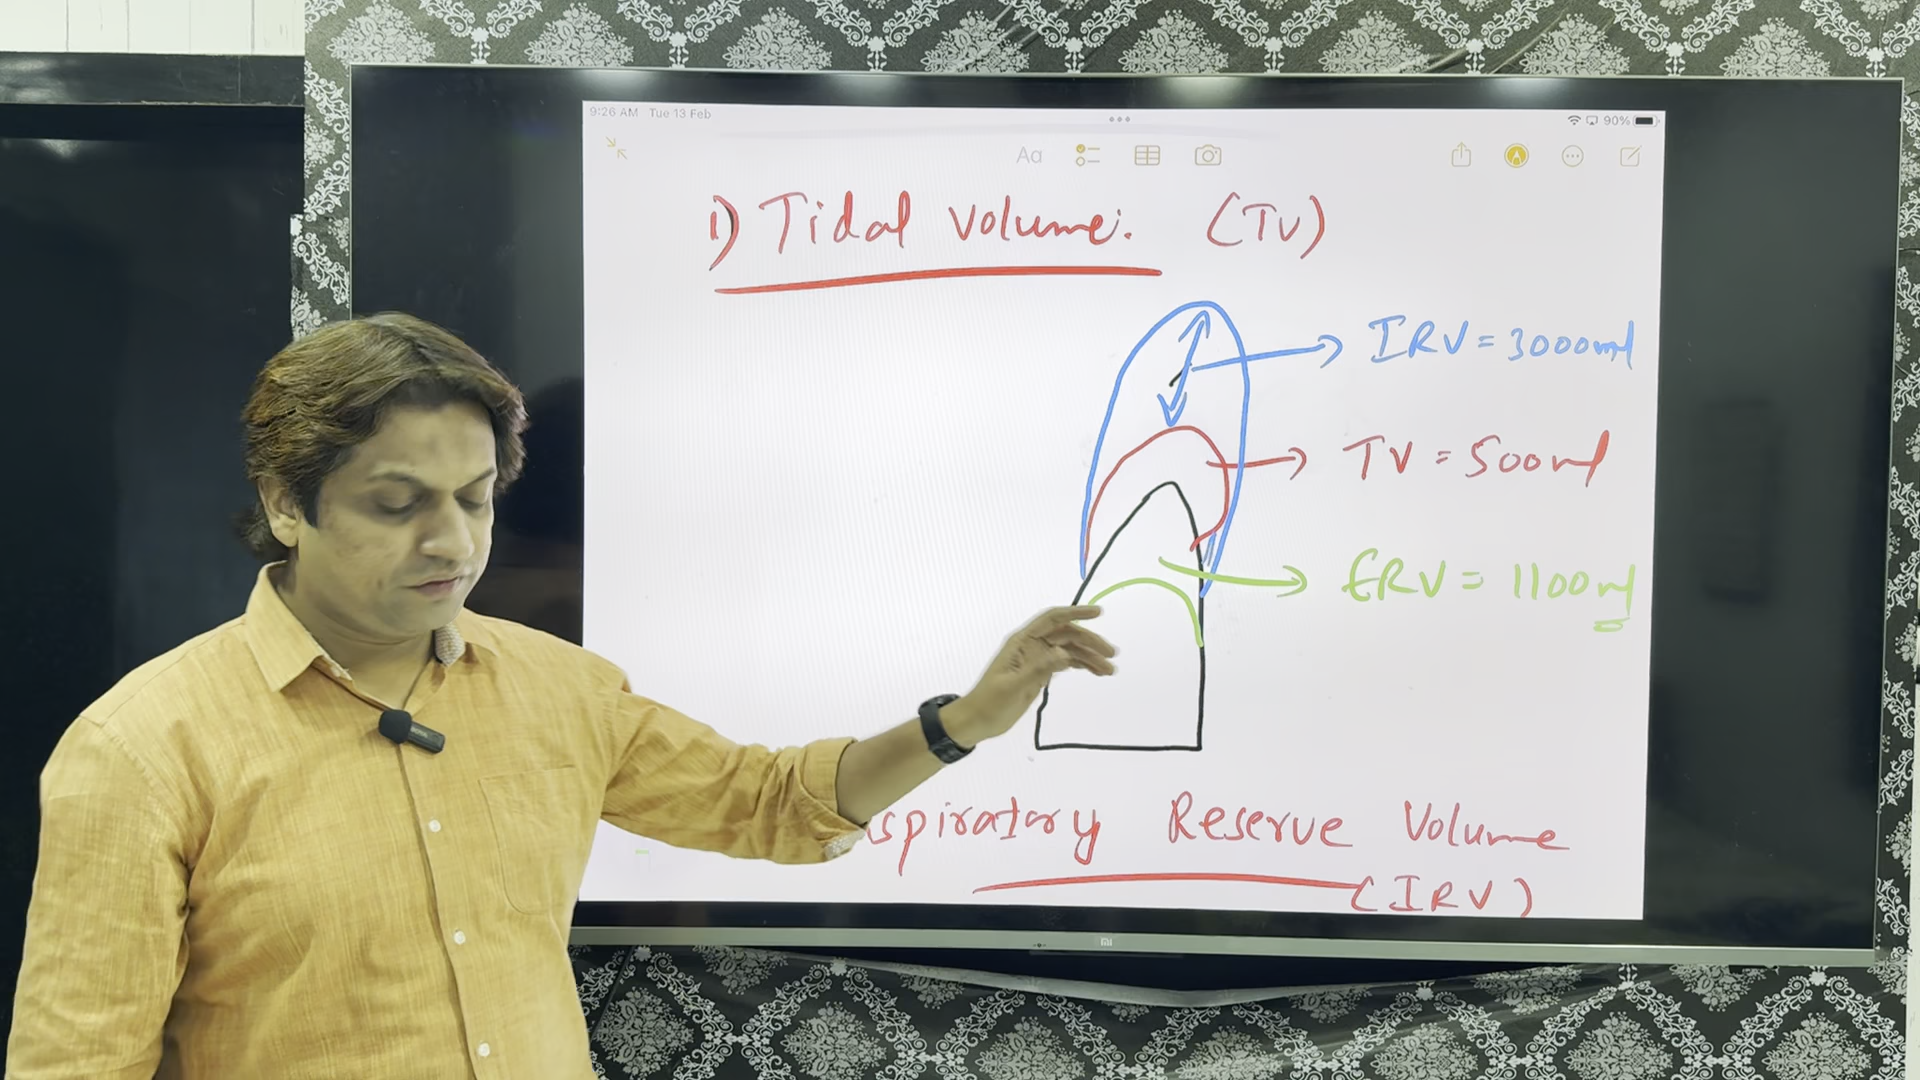 9:26 AM Tue 13 Feb
90%
Aa
1) Tidal Volume: (TV)
IRV = 3000ml
TV = 500ml
ERV = 1100ml
spiratory Reserve Volume
(IRV)
mi